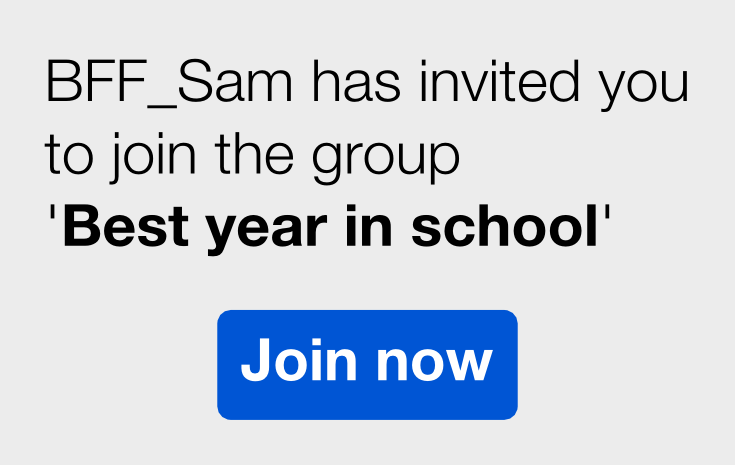 BFF_Sam has invited you
to join the group
'Best year in school'
Join now